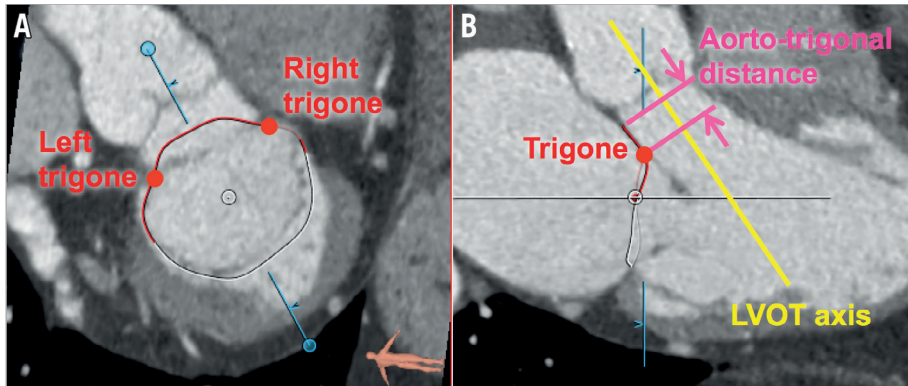 A
Right
trigone
Left
trigone
B
Aorto-trigonal
distance
Trigone
LVOT axis